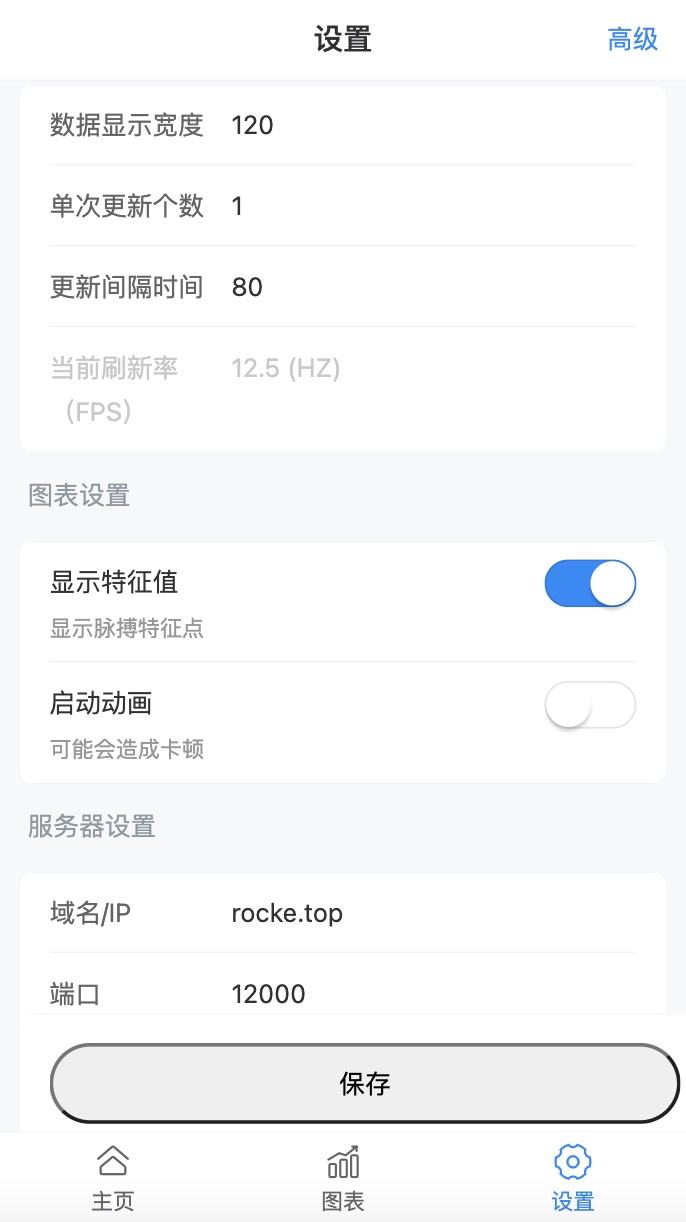 设置
高级
数据显示宽度 120
单次更新个数 1
更新间隔时间 80
当前刷新率 12.5 (HZ)
（FPS）
图表设置
显示特征值
显示脉搏特征点
启动动画
可能会造成卡顿
服务器设置
域名/IP rocke.top
端口 12000
保存
主页
图表
设置